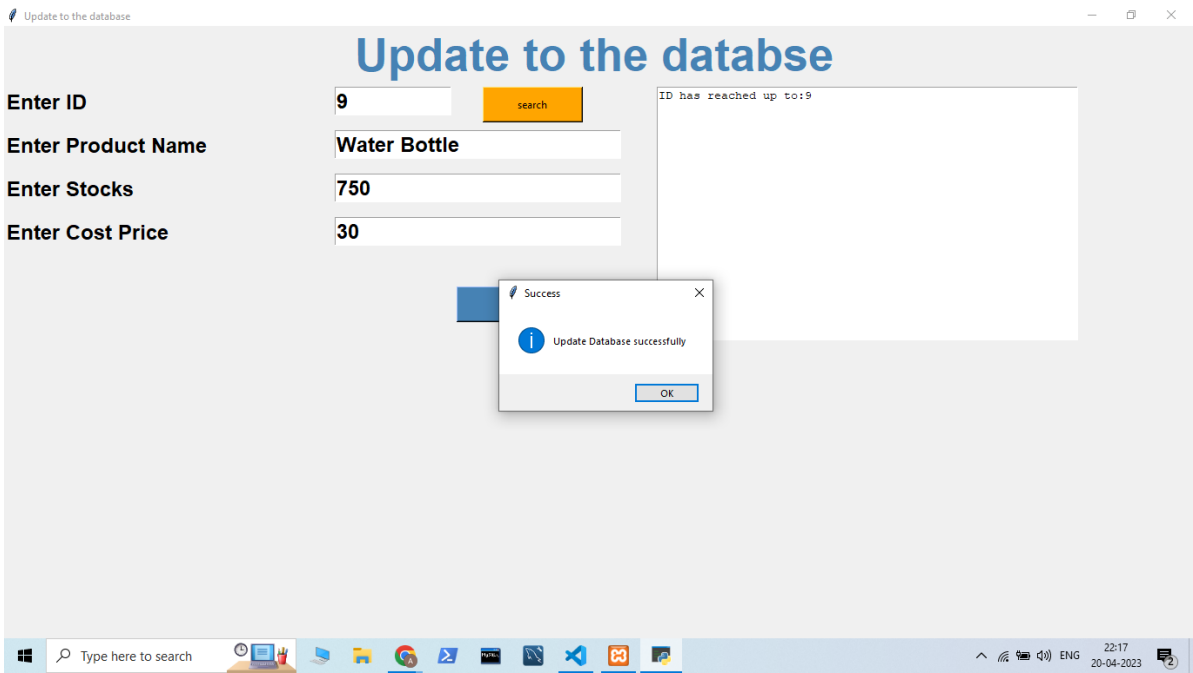 Update to the database
Update to the databse
Enter ID
9
search
ID has reached up to:9
Enter Product Name
Water Bottle
Enter Stocks
750
Enter Cost Price
30
Success
Update Database successfully
OK
Type here to search
ENG
22:17
20-04-2023
2